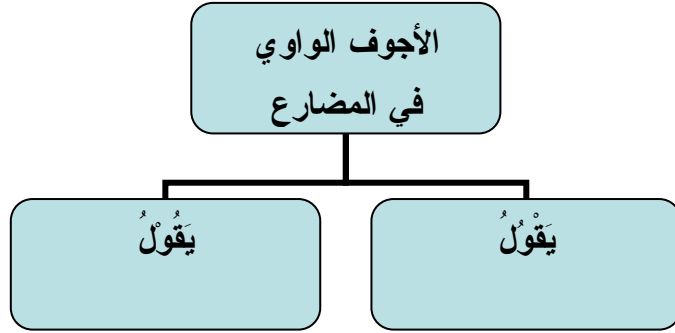 الأجوف الواوي
في المضارع
يَقْوُلُ
يَقُوْلُ